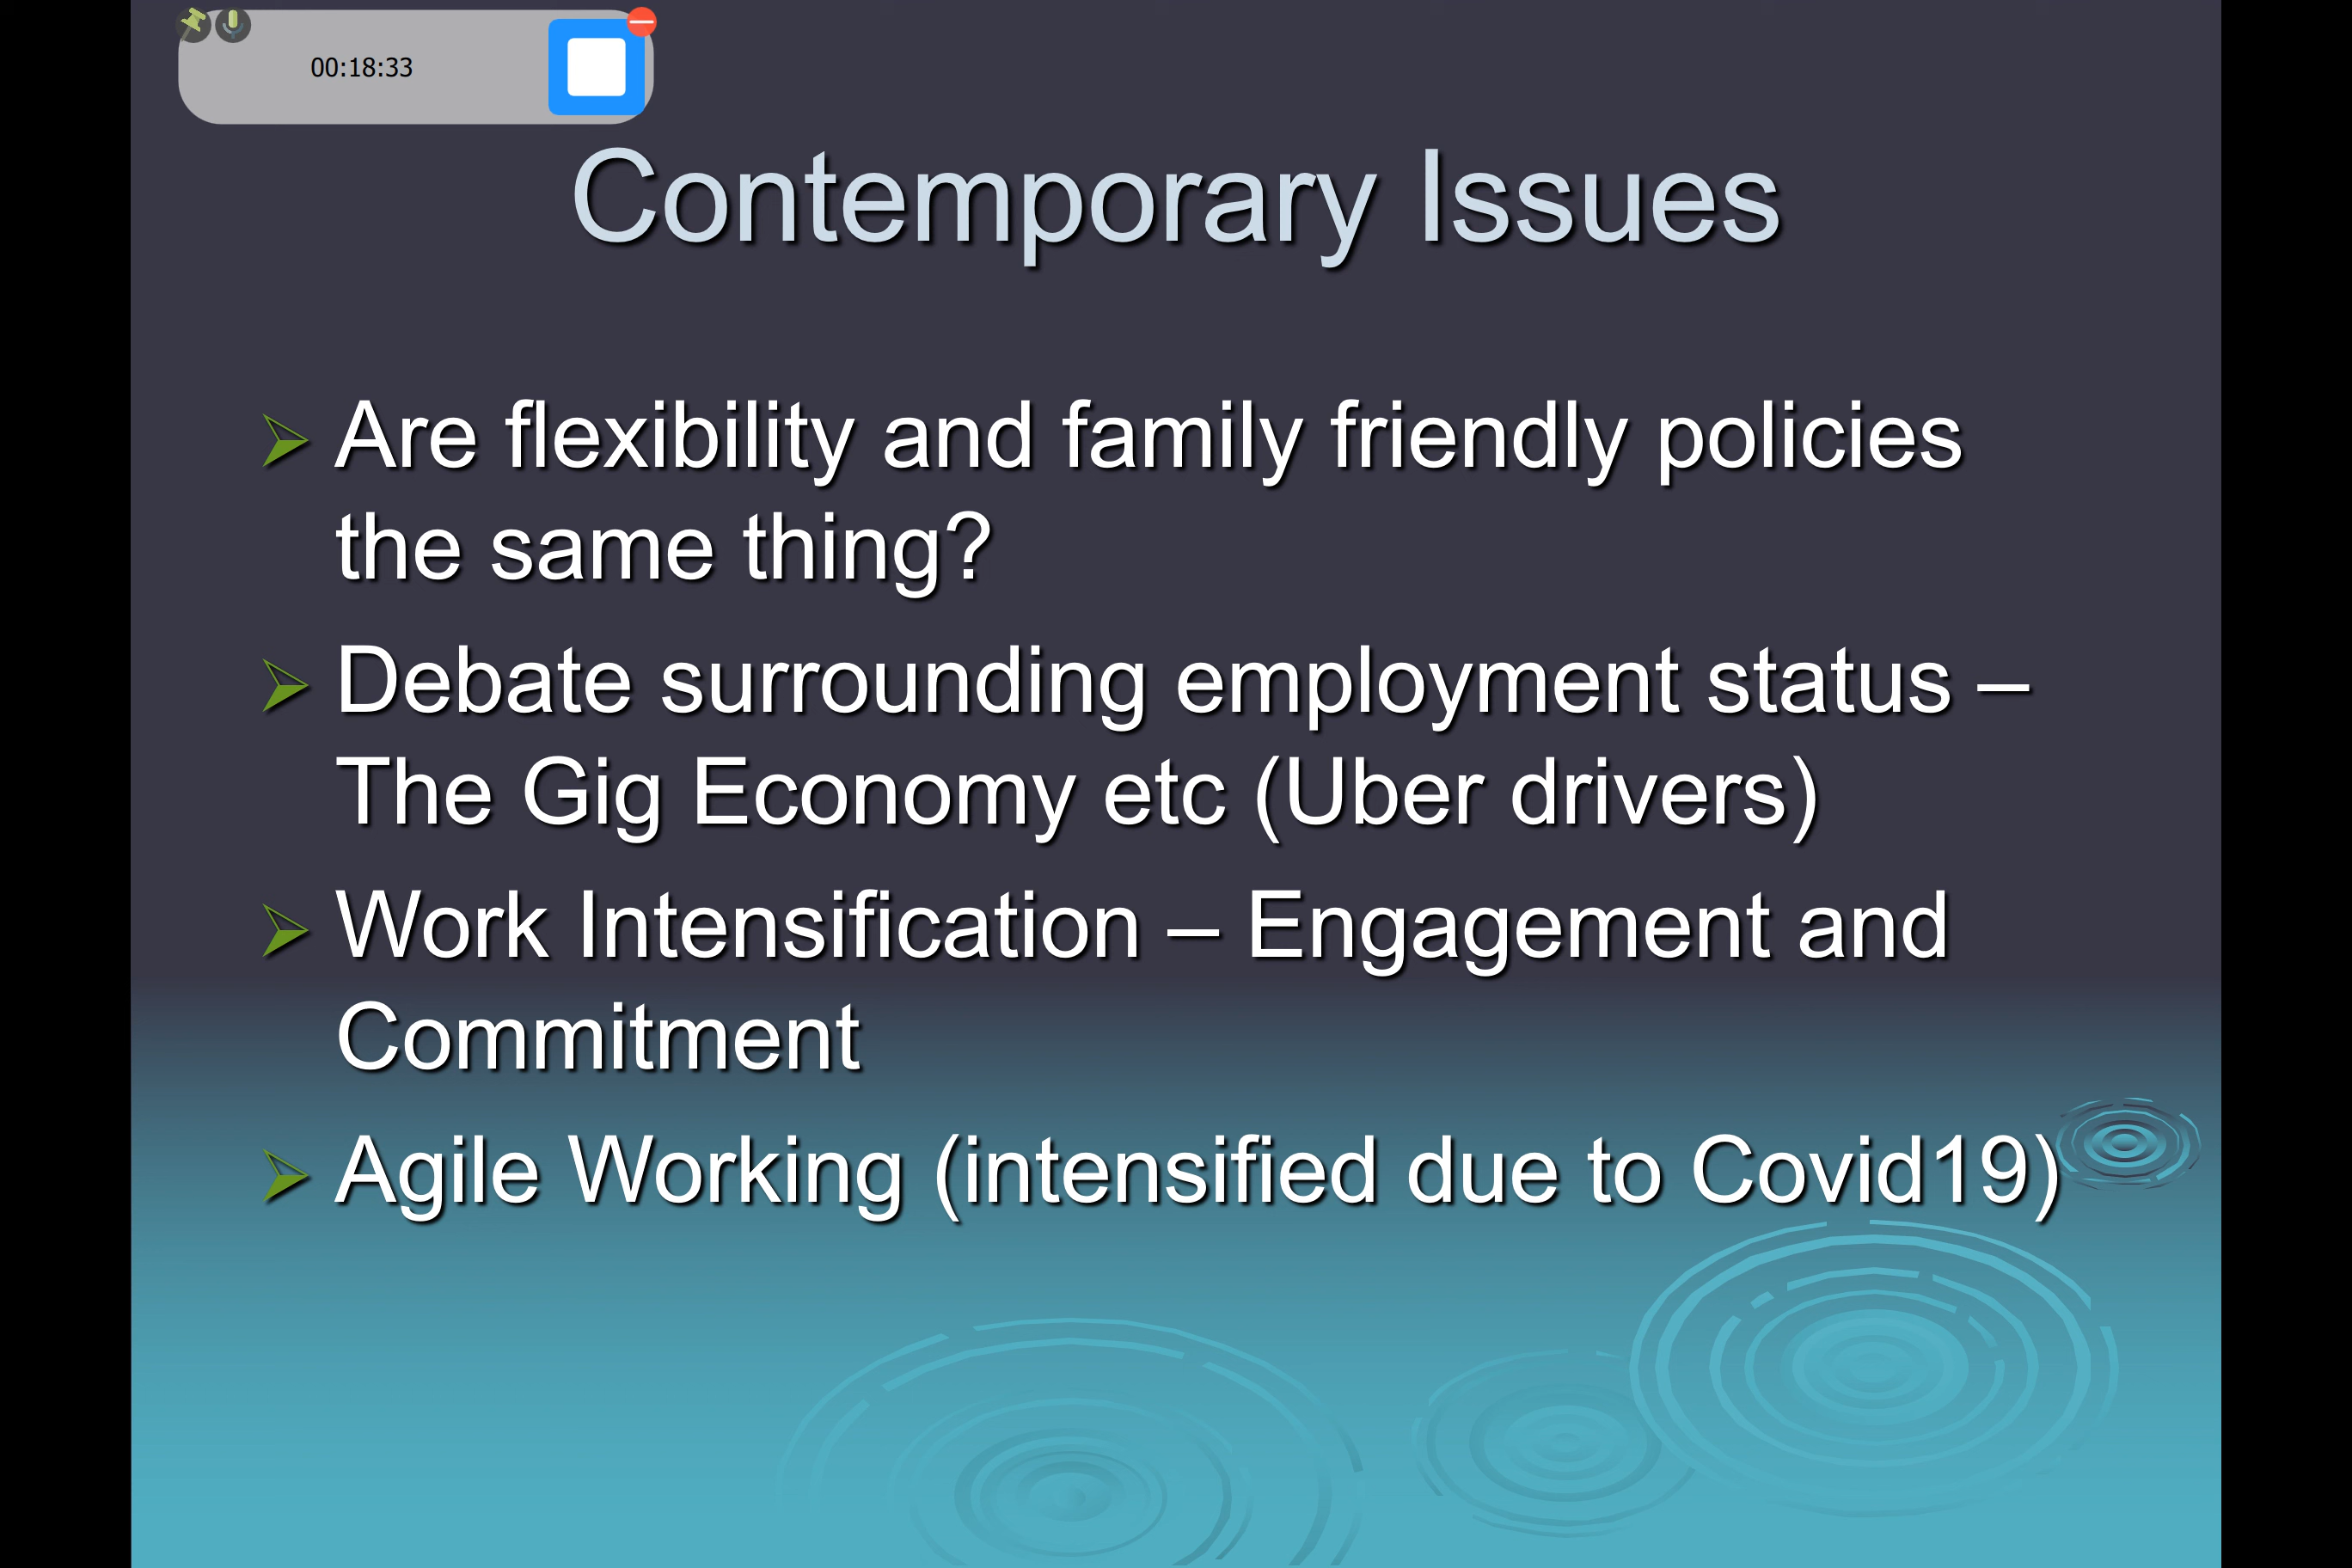 00:18:33
Contemporary Issues
Are flexibility and family friendly policies
the same thing?
Debate surrounding employment status –
The Gig Economy etc (Uber drivers)
Work Intensification – Engagement and
Commitment
Agile Working (intensified due to Covid19)